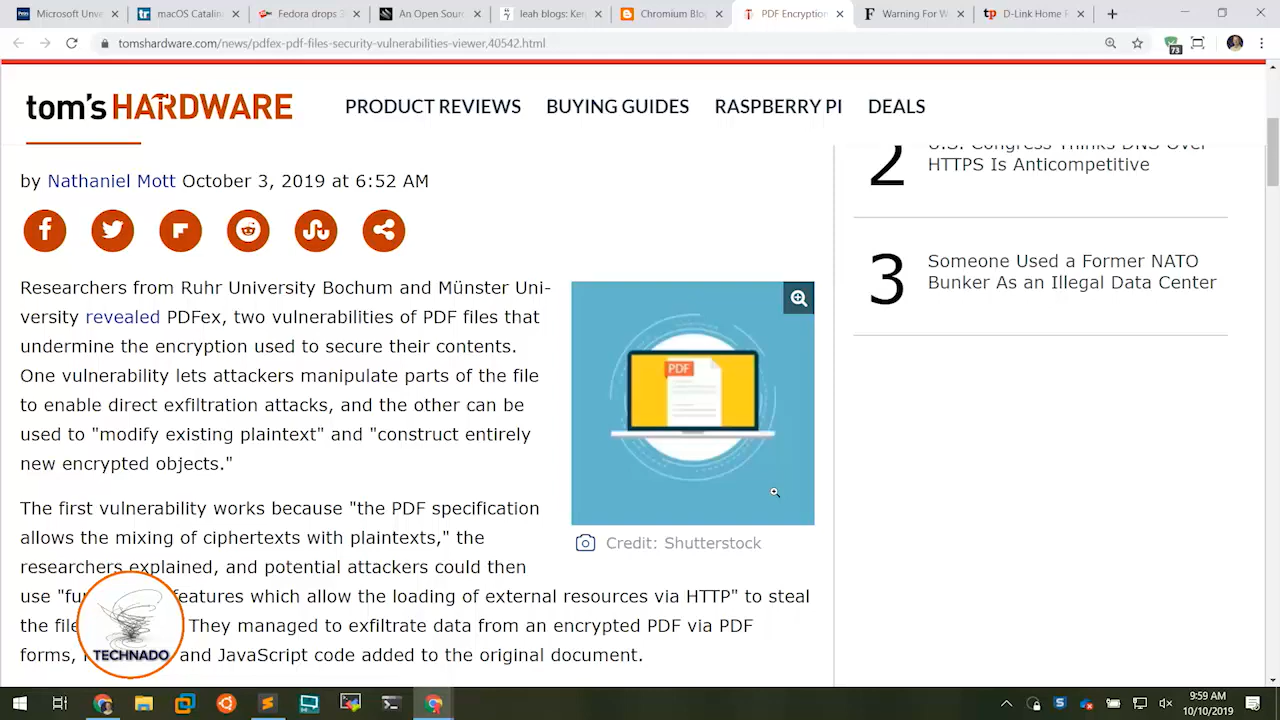 Microsoft Unve
macOS Catalina
Fedora drops 3
An Open Sourc
leah blogs: Ken
Chromium Blog
PDF Encryption
Warning For W
D-Link Home R
tomshardware.com/news/pdfex-pdf-files-security-vulnerabilities-viewer,40542.html
73
tom's HARDWARE
PRODUCT REVIEWS
BUYING GUIDES
RASPBERRY PI
DEALS
by Nathaniel Mott October 3, 2019 at 6:52 AM
Researchers from Ruhr University Bochum and Münster Uni-
versity revealed PDFex, two vulnerabilities of PDF files that
undermine the encryption used to secure their contents.
One vulnerability lets attackers manipulate parts of the file
to enable direct exfiltration attacks, and the other can be
used to "modify existing plaintext" and "construct entirely
new encrypted objects."
PDF
Credit: Shutterstock
The first vulnerability works because "the PDF specification
allows the mixing of ciphertexts with plaintexts," the
researchers explained, and potential attackers could then
use features which allow the loading of external resources via HTTP" to steal
the They managed to exfiltrate data from an encrypted PDF via PDF
forms, and JavaScript code added to the original document.
2
U.S. Congress Thinks DNS Over
HTTPS Is Anticompetitive
3
Someone Used a Former NATO
Bunker As an Illegal Data Center
TECHNADO
9:59 AM
10/10/2019